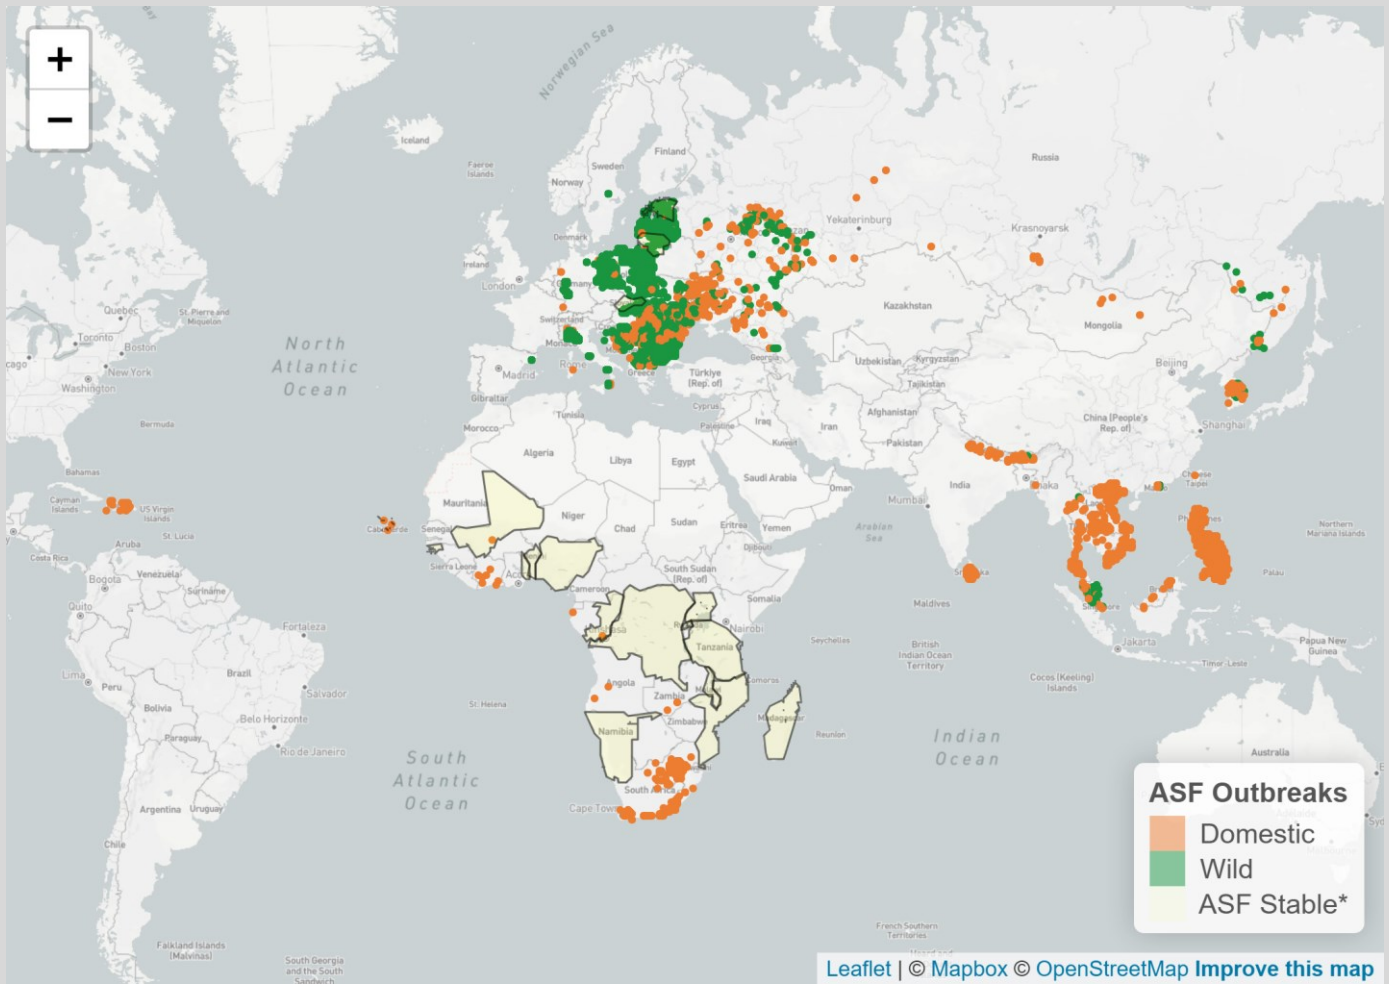 +
−
Norwegian Sea
Iceland
Faeroe
Islands
Sweden
Finland
Norway
Russia
Denmark
Yekaterinburg
Krasnoyarsk
Ireland
London
Germany
Kazakhstan
Mongolia
Switzerland
Quebec
St. Pierre and
Miquelon
Toronto
Boston
New York
Washington
North
Atlantic
Ocean
Madrid
Rome
Greece
Türkiye
(Rep. of)
Georgia
Uzbekistan
Kyrgyzstan
Tajikistan
Beijing
Gibraltar
Tunisia
Cyprus
Palestine
Iraq
Iran
Afghanistan
Kuwait
Pakistan
China (People's
Rep. of)
Shanghai
Bermuda
Morocco
Algeria
Libya
Egypt
Saudi Arabia
Oman
India
Mumbai
Chinese
Taipei
Bahamas
Cayman
Islands
US Virgin
Islands
St. Lucia
Aruba
Costa Rica
Mauritania
Senegal
Niger
Chad
Sudan
Eritrea
Yemen
Djibouti
Arabian
Sea
Northern
Mariana Islands
Palau
Sierra Leone
South Sudan
(Rep. of)
Cameroon
Somalia
Maldives
Bogota
Venezuela
Suriname
Quito
Fortaleza
Nairobi
Tanzania
Seychelles
British
Indian Ocean
Territory
Jakarta
Papua New
Guinea
Timor-Leste
Cocos (Keeling)
Islands
Lima
Peru
Brazil
Salvador
Bolivia
Belo Horizonte
Rio de Janeiro
Paraguay
St. Helena
Angola
Zambia
Zimbabwe
Namibia
Madagascar
Reunion
South
Atlantic
Ocean
Indian
Ocean
Australia
South Africa
Cape Town
Argentina
Uruguay
Chile
Falkland Islands
(Malvinas)
South Georgia
and the South
Sandwich
French Southern
Territories
ASF Outbreaks
Domestic
Wild
ASF Stable*
Leaflet | © Mapbox © OpenStreetMap Improve this map